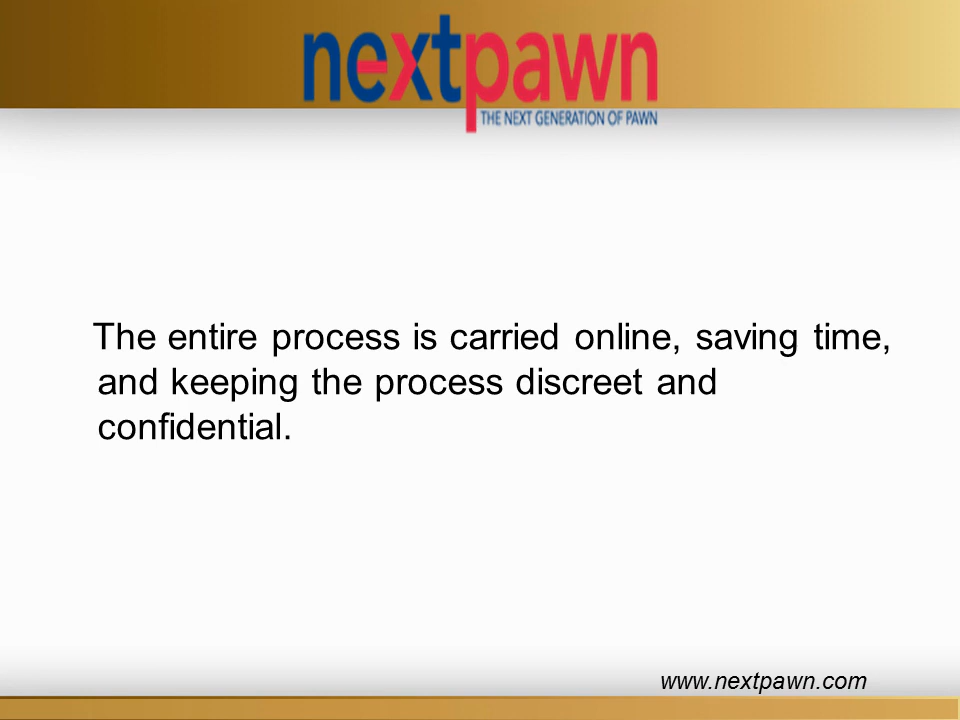 nextpawn
THE NEXT GENERATION OF PAWN
The entire process is carried online, saving time,
and keeping the process discreet and
confidential.
www.nextpawn.com